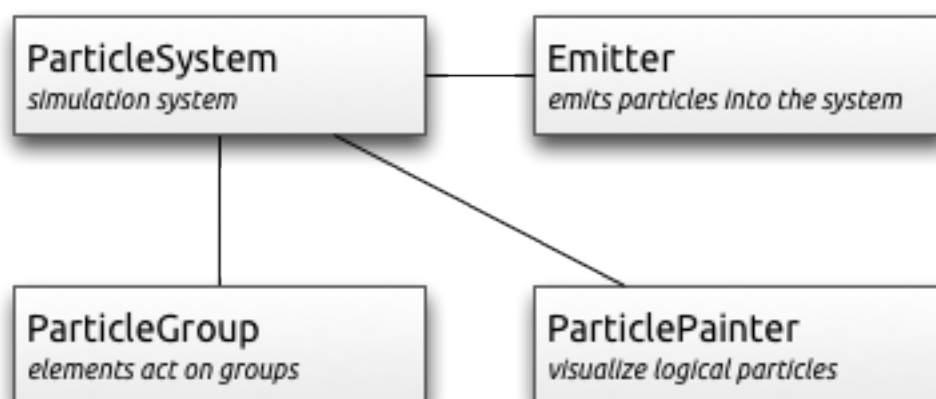 ParticleSystem
simulation system
Emitter
emits particles into the system
ParticleGroup
elements act on groups
ParticlePainter
visualize logical particles